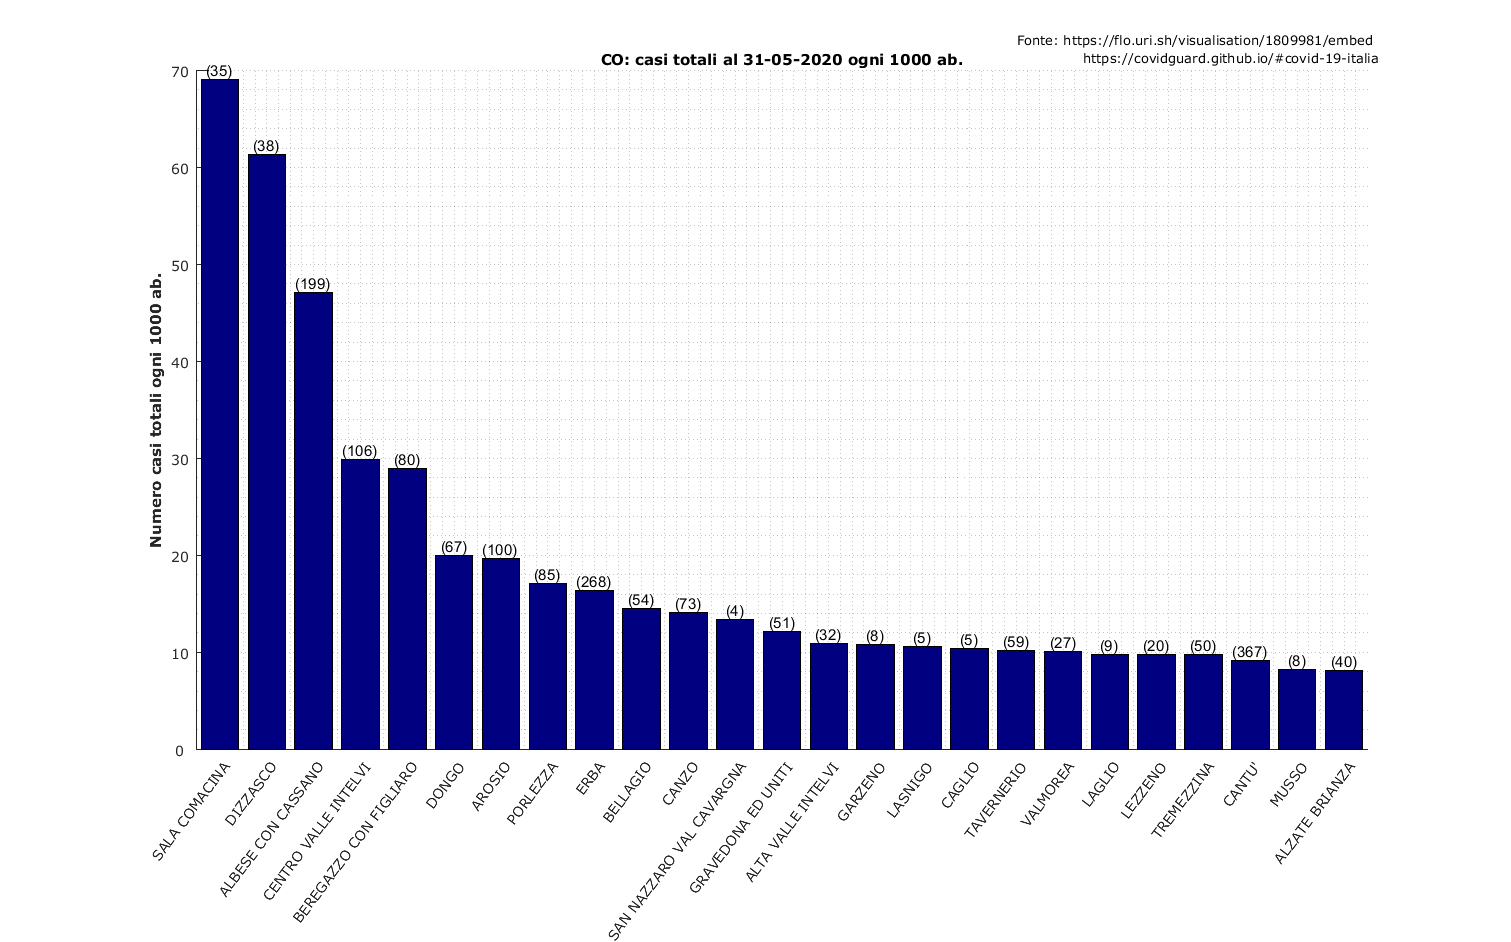 Fonte: https://flo.uri.sh/visualisation/1809981/embed
https://covidguard.github.io/#covid-19-italia
CO: casi totali al 31-05-2020 ogni 1000 ab.
Numero casi totali ogni 1000 ab.
70
60
50
40
30
20
10
0
(35)
(38)
(199)
(106)
(80)
(67)
(100)
(85)
(268)
(54)
(73)
(4)
(51)
(32)
(8)
(5)
(5)
(59)
(27)
(9)
(20)
(50)
(367)
(8)
(40)
SALA COMACINA
DIZZASCO
ALBESE CON CASSANO
CENTRO VALLE INTELVI
BEREGAZZO CON FIGLIARO
DONGO
AROSIO
PORLEZZA
ERBA
BELLAGIO
CANZO
SAN NAZZARO VAL CAVARGNA
GRAVEDONA ED UNITI
ALTA VALLE INTELVI
GARZENO
LASNIGO
CAGLIO
TAVERNERIO
VALMOREA
LAGLIO
LEZZENO
TREMEZZINA
CANTU'
MUSSO
ALZATE BRIANZA